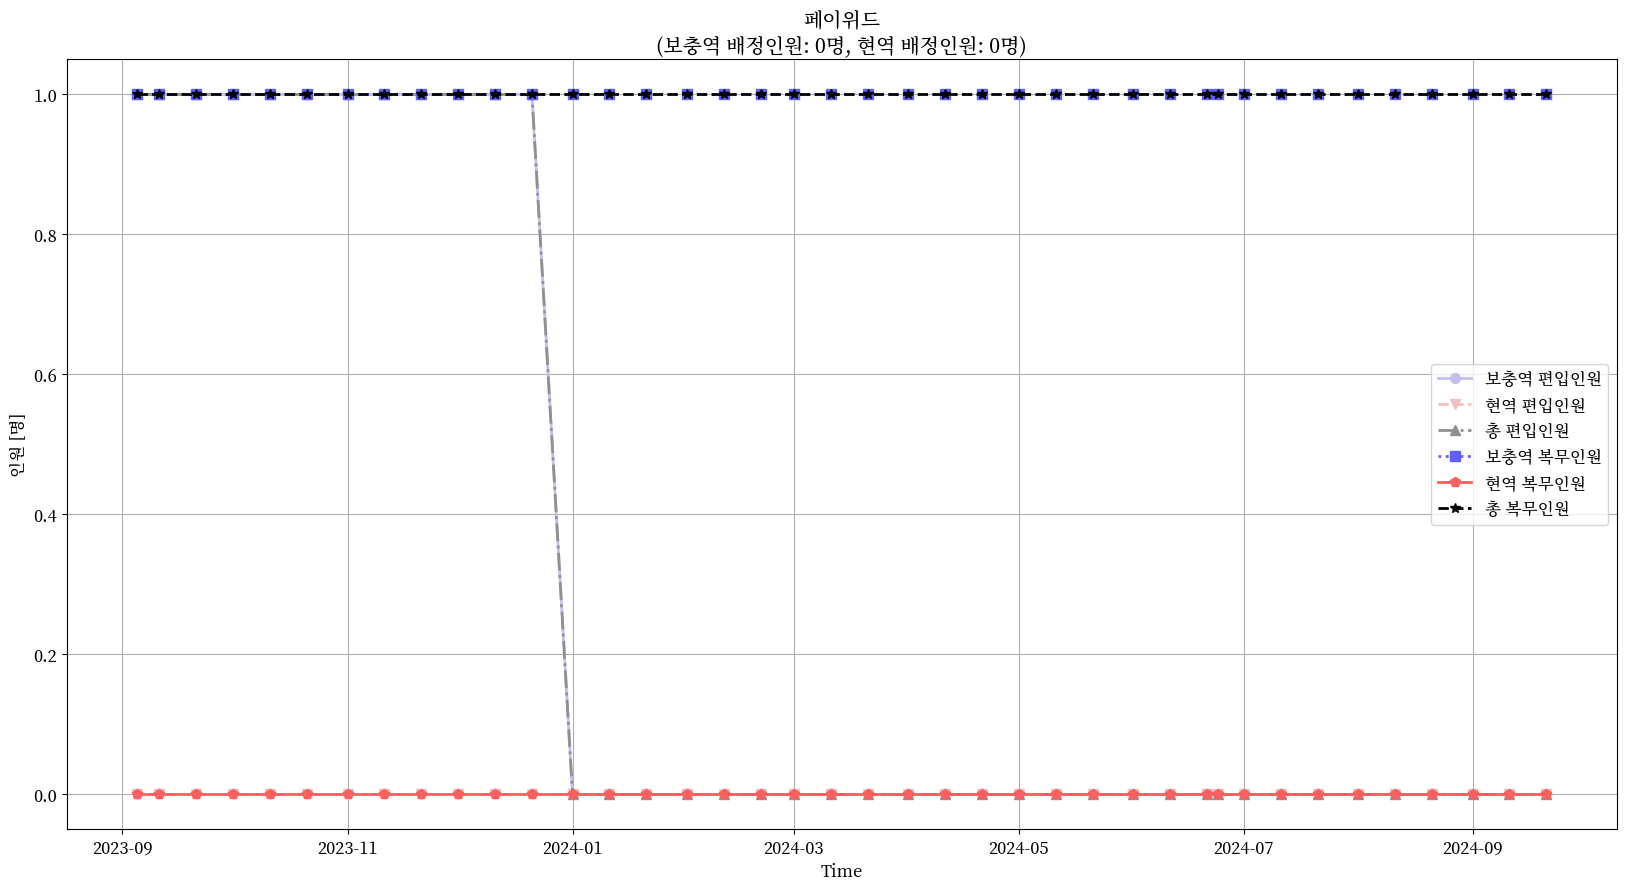 페이위드
(보충역 배정인원: 0명, 현역 배정인원: 0명)
인원 [명]
1.0
0.8
0.6
0.4
0.2
0.0
보충역 편입인원
현역 편입인원
총 편입인원
보충역 복무인원
현역 복무인원
총 복무인원
2023-09 2023-11 2024-01 2024-03 2024-05 2024-07 2024-09
Time